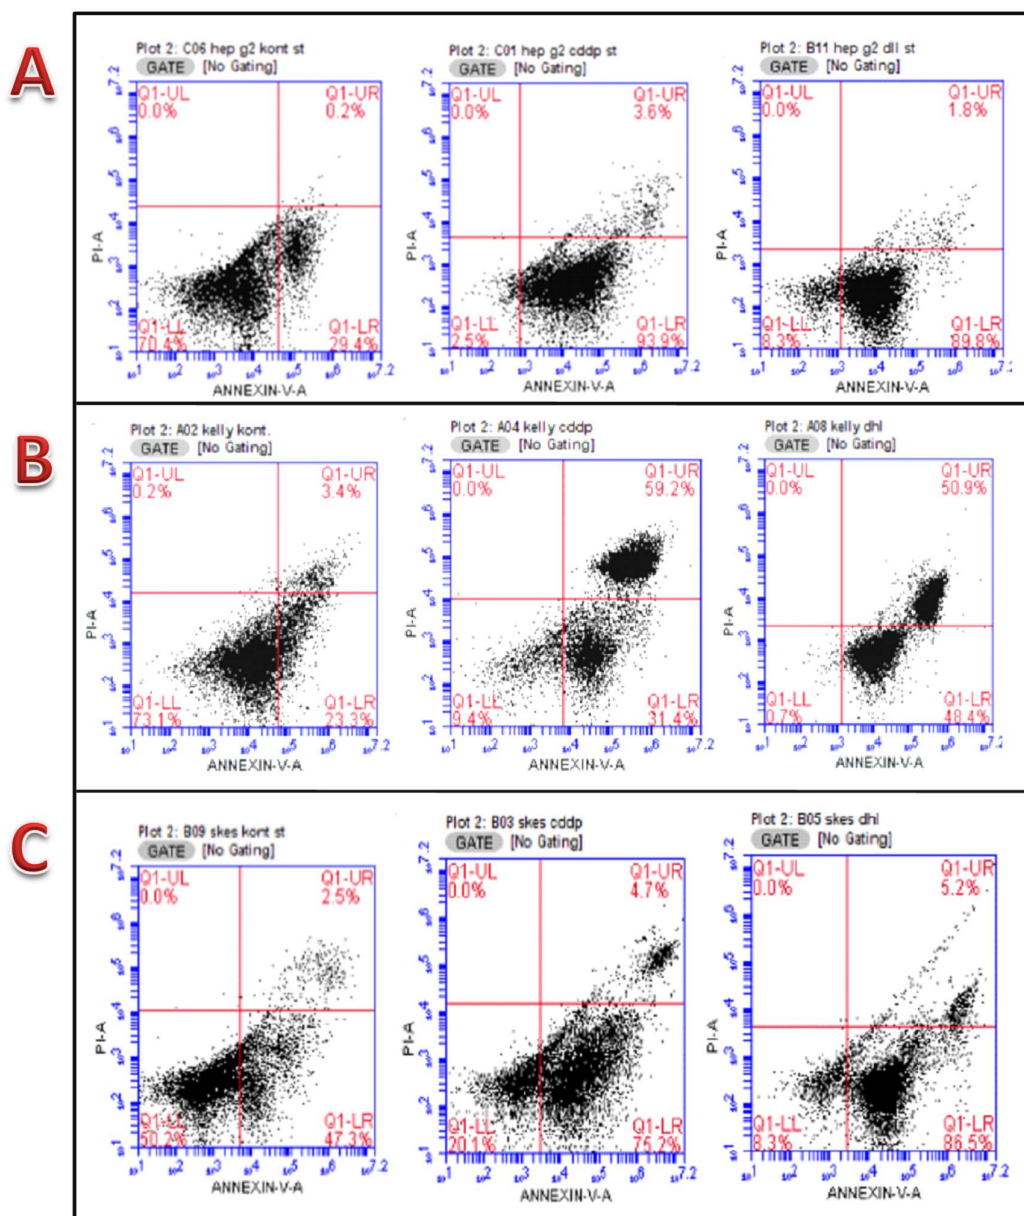 A
Plot 2: C06 hep g2 kont st
GATE [No Gating]
Q1-UL
0.0%
Q1-UR
0.2%
Q1-LL
70.4%
Q1-LR
29.4%
PI-A
ANNEXIN-V-A
Plot 2: C01 hep g2 cddp st
GATE [No Gating]
Q1-UL
0.0%
Q1-UR
3.6%
Q1-LL
2.5%
Q1-LR
93.9%
PI-A
ANNEXIN-V-A
Plot 2: B11 hep g2 dll st
GATE [No Gating]
Q1-UL
0.0%
Q1-UR
1.8%
Q1-LL
8.3%
Q1-LR
89.8%
PI-A
ANNEXIN-V-A
B
Plot 2: A02 kelly kont.
GATE [No Gating]
Q1-UL
0.2%
Q1-UR
3.4%
Q1-LL
73.1%
Q1-LR
23.3%
PI-A
ANNEXIN-V-A
Plot 2: A04 kelly cddp
GATE [No Gating]
Q1-UL
0.0%
Q1-UR
59.2%
Q1-LL
9.4%
Q1-LR
31.4%
PI-A
ANNEXIN-V-A
Plot 2: A08 kelly dhl
GATE [No Gating]
Q1-UL
0.0%
Q1-UR
50.9%
Q1-LL
0.7%
Q1-LR
48.4%
PI-A
ANNEXIN-V-A
C
Plot 2: B09 skes kont st
GATE [No Gating]
Q1-UL
0.0%
Q1-UR
2.5%
Q1-LL
50.2%
Q1-LR
47.3%
PI-A
ANNEXIN-V-A
Plot 2: B03 skes cddp
GATE [No Gating]
Q1-UL
0.0%
Q1-UR
4.7%
Q1-LL
20.1%
Q1-LR
75.2%
PI-A
ANNEXIN-V-A
Plot 2: B05 skes dhl
GATE [No Gating]
Q1-UL
0.0%
Q1-UR
5.2%
Q1-LL
8.3%
Q1-LR
86.5%
PI-A
ANNEXIN-V-A